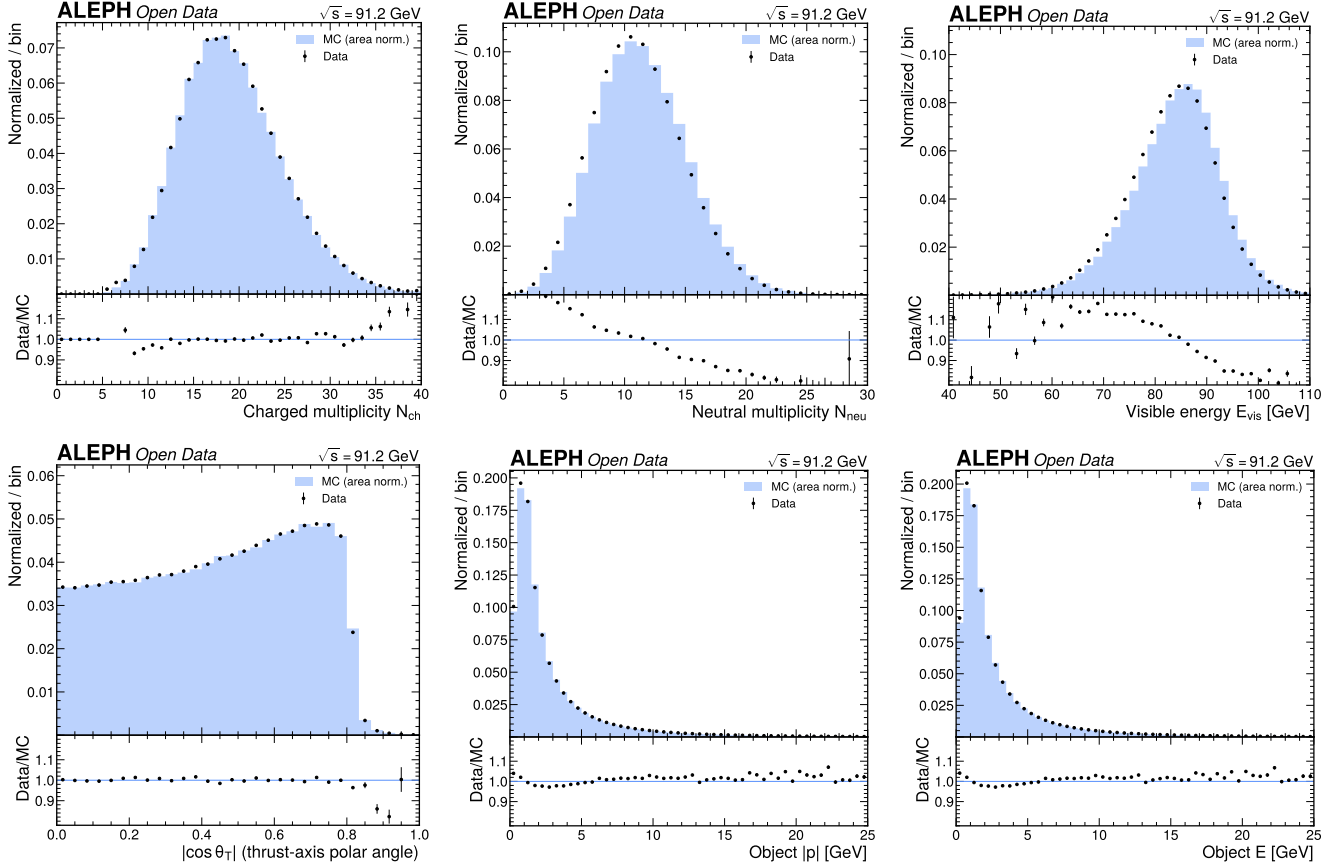 ALEPH Open Data √s = 91.2 GeV
Normalized / bin
MC (area norm.)
Data
0.07
0.06
0.05
0.04
0.03
0.02
0.01
Data/MC
1.1
1.0
0.9
0 5 10 15 20 25 30 35 40
Charged multiplicity Nch
ALEPH Open Data √s = 91.2 GeV
Normalized / bin
MC (area norm.)
Data
0.10
0.08
0.06
0.04
0.02
Data/MC
1.1
1.0
0.9
0 5 10 15 20 25 30
Neutral multiplicity Nneu
ALEPH Open Data √s = 91.2 GeV
Normalized / bin
MC (area norm.)
Data
0.10
0.08
0.06
0.04
0.02
Data/MC
1.1
1.0
0.9
40 50 60 70 80 90 100 110
Visible energy Evis [GeV]
ALEPH Open Data √s = 91.2 GeV
Normalized / bin
MC (area norm.)
Data
0.06
0.05
0.04
0.03
0.02
0.01
Data/MC
1.1
1.0
0.9
0.0 0.2 0.4 0.6 0.8 1.0
|cos θT| (thrust-axis polar angle)
ALEPH Open Data √s = 91.2 GeV
Normalized / bin
MC (area norm.)
Data
0.200
0.175
0.150
0.125
0.100
0.075
0.050
0.025
Data/MC
1.1
1.0
0.9
0 5 10 15 20 25
Object |p| [GeV]
ALEPH Open Data √s = 91.2 GeV
Normalized / bin
MC (area norm.)
Data
0.200
0.175
0.150
0.125
0.100
0.075
0.050
0.025
Data/MC
1.1
1.0
0.9
0 5 10 15 20 25
Object E [GeV]